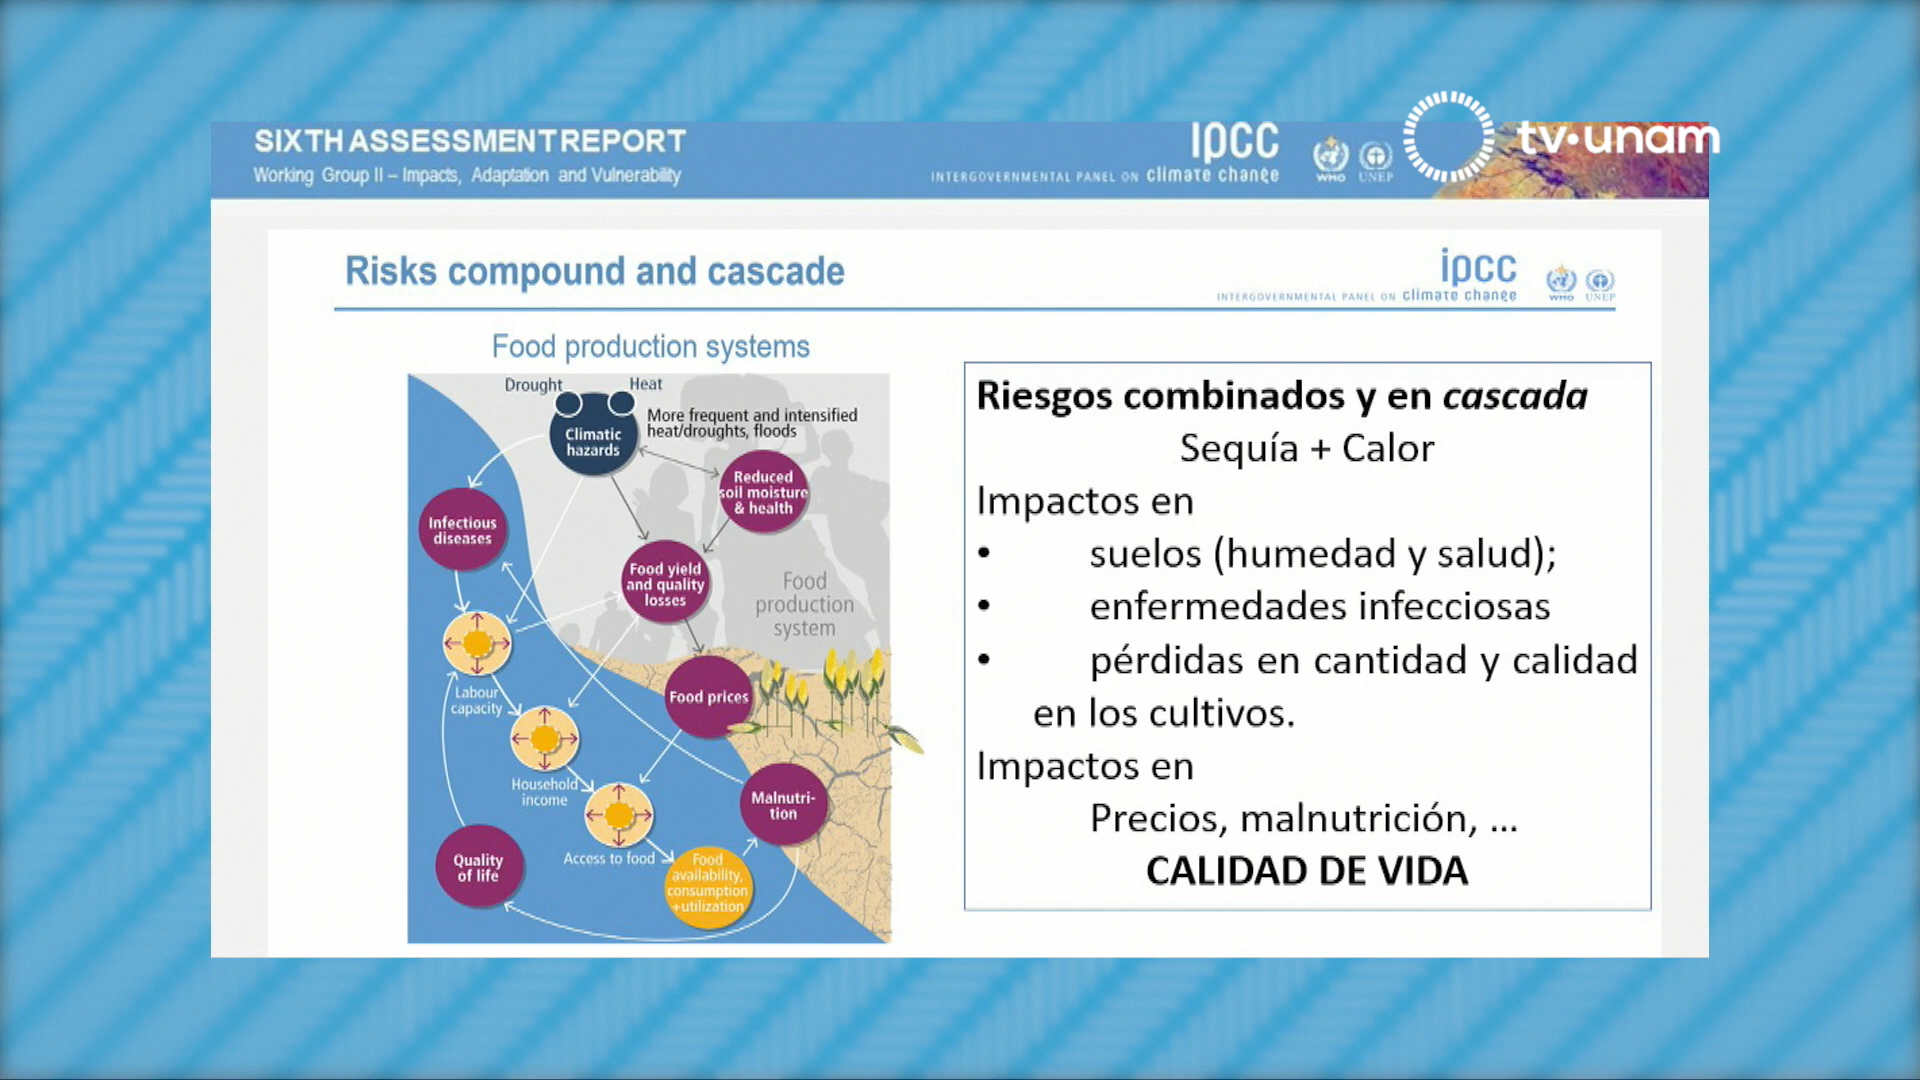 tv·unam
SIXTH ASSESSMENT REPORT
Working Group II – Impacts, Adaptation and Vulnerability
ipcc
INTERGOVERNMENTAL PANEL ON climate change
WMO
UNEP
Risks compound and cascade
ipcc
INTERGOVERNMENTAL PANEL ON climate change
WMO
UNEP
Food production systems
Drought
Heat
Climatic
hazards
More frequent and intensified
heat/droughts, floods
Reduced
soil moisture
& health
Infectious
diseases
Food yield
and quality
losses
Food
production
system
Labour
capacity
Food prices
Household
income
Malnutri-
tion
Access to food
Quality
of life
Food
availability,
consumption
+utilization
Riesgos combinados y en cascada
Sequía + Calor
Impactos en
• suelos (humedad y salud);
• enfermedades infecciosas
• pérdidas en cantidad y calidad
en los cultivos.
Impactos en
Precios, malnutrición, ...
CALIDAD DE VIDA